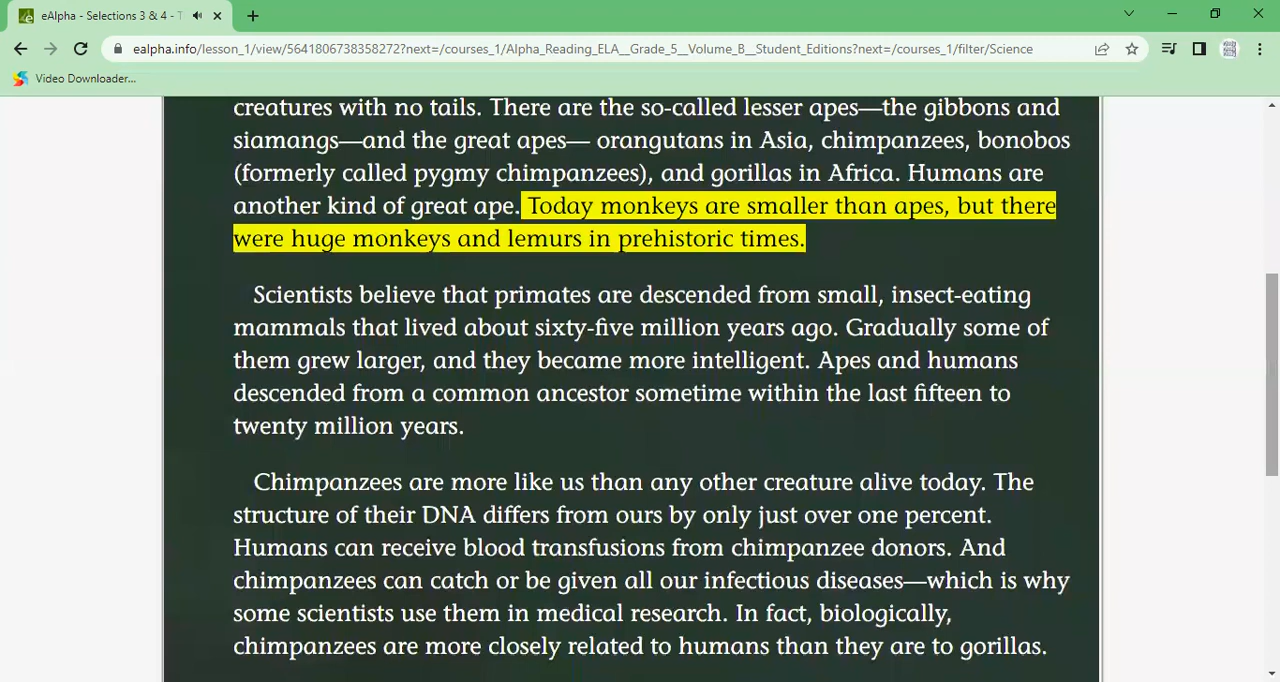 eAlpha - Selections 3 & 4 - T
ealpha.info/lesson_1/view/5641806738358272?next=/courses_1/Alpha_Reading_ELA__Grade_5__Volume_B__Student_Editions?next=/courses_1/filter/Science
Video Downloader...
creatures with no tails. There are the so-called lesser apes—the gibbons and
siamangs—and the great apes— orangutans in Asia, chimpanzees, bonobos
(formerly called pygmy chimpanzees), and gorillas in Africa. Humans are
another kind of great ape. Today monkeys are smaller than apes, but there
were huge monkeys and lemurs in prehistoric times.
Scientists believe that primates are descended from small, insect-eating
mammals that lived about sixty-five million years ago. Gradually some of
them grew larger, and they became more intelligent. Apes and humans
descended from a common ancestor sometime within the last fifteen to
twenty million years.
Chimpanzees are more like us than any other creature alive today. The
structure of their DNA differs from ours by only just over one percent.
Humans can receive blood transfusions from chimpanzee donors. And
chimpanzees can catch or be given all our infectious diseases—which is why
some scientists use them in medical research. In fact, biologically,
chimpanzees are more closely related to humans than they are to gorillas.